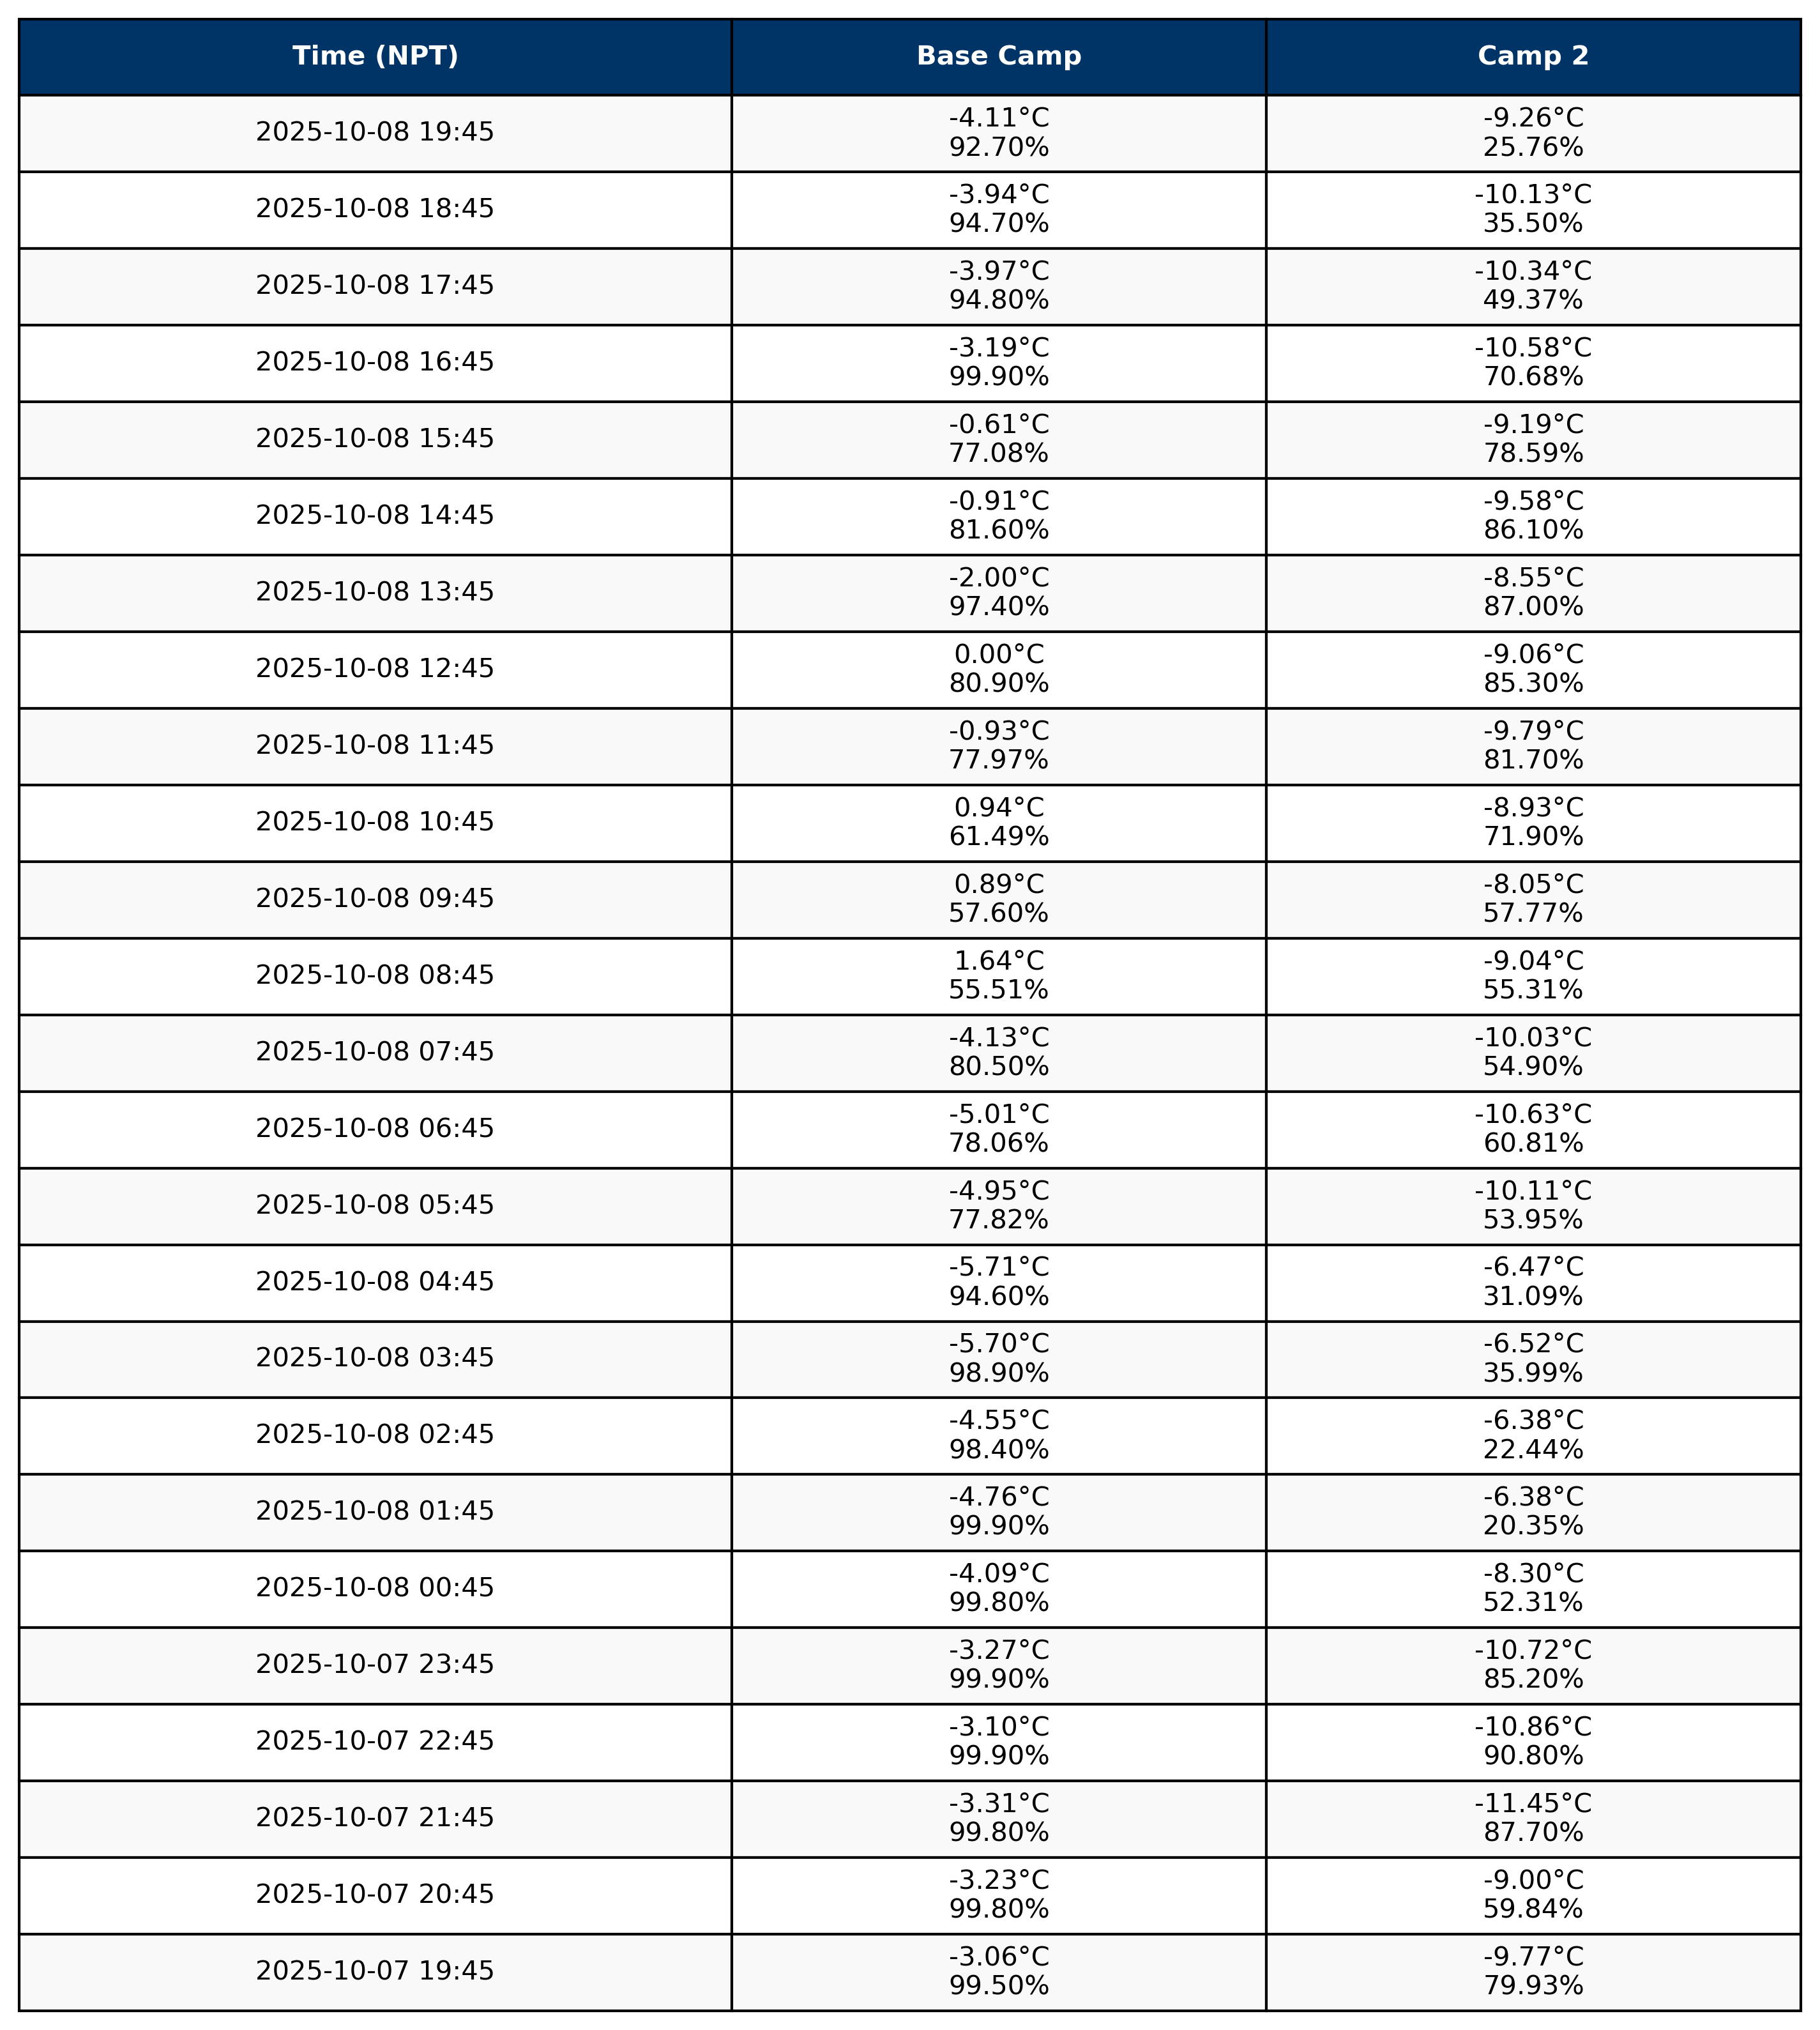 Time (NPT) Base Camp Camp 2
2025-10-08 19:45 -4.11°C -9.26°C
92.70% 25.76%
2025-10-08 18:45 -3.94°C -10.13°C
94.70% 35.50%
2025-10-08 17:45 -3.97°C -10.34°C
94.80% 49.37%
2025-10-08 16:45 -3.19°C -10.58°C
99.90% 70.68%
2025-10-08 15:45 -0.61°C -9.19°C
77.08% 78.59%
2025-10-08 14:45 -0.91°C -9.58°C
81.60% 86.10%
2025-10-08 13:45 -2.00°C -8.55°C
97.40% 87.00%
2025-10-08 12:45 0.00°C -9.06°C
80.90% 85.30%
2025-10-08 11:45 -0.93°C -9.79°C
77.97% 81.70%
2025-10-08 10:45 0.94°C -8.93°C
61.49% 71.90%
2025-10-08 09:45 0.89°C -8.05°C
57.60% 57.77%
2025-10-08 08:45 1.64°C -9.04°C
55.51% 55.31%
2025-10-08 07:45 -4.13°C -10.03°C
80.50% 54.90%
2025-10-08 06:45 -5.01°C -10.63°C
78.06% 60.81%
2025-10-08 05:45 -4.95°C -10.11°C
77.82% 53.95%
2025-10-08 04:45 -5.71°C -6.47°C
94.60% 31.09%
2025-10-08 03:45 -5.70°C -6.52°C
98.90% 35.99%
2025-10-08 02:45 -4.55°C -6.38°C
98.40% 22.44%
2025-10-08 01:45 -4.76°C -6.38°C
99.90% 20.35%
2025-10-08 00:45 -4.09°C -8.30°C
99.80% 52.31%
2025-10-07 23:45 -3.27°C -10.72°C
99.90% 85.20%
2025-10-07 22:45 -3.10°C -10.86°C
99.90% 90.80%
2025-10-07 21:45 -3.31°C -11.45°C
99.80% 87.70%
2025-10-07 20:45 -3.23°C -9.00°C
99.80% 59.84%
2025-10-07 19:45 -3.06°C -9.77°C
99.50% 79.93%